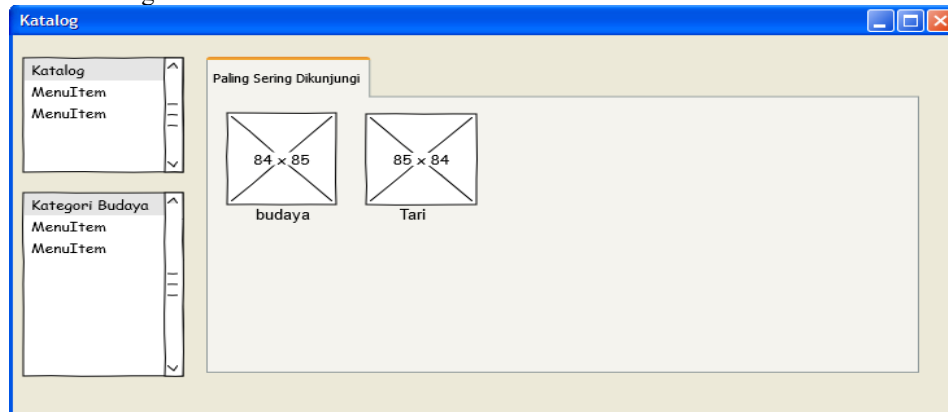 Katalog
Katalog
MenuItem
MenuItem
Kategori Budaya
MenuItem
MenuItem
Paling Sering Dikunjungi
84 x 85
85 x 84
budaya
Tari